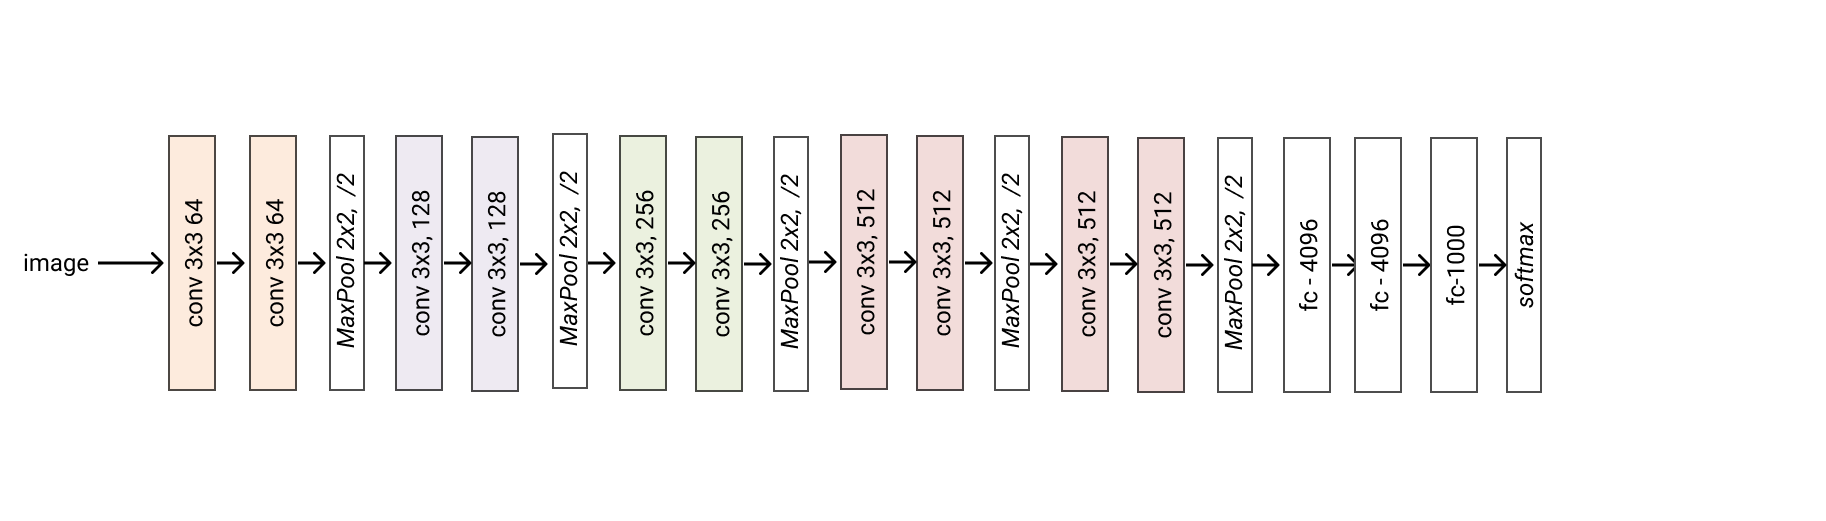 image
conv 3x3 64
conv 3x3 64
MaxPool 2x2, /2
conv 3x3, 128
conv 3x3, 128
MaxPool 2x2, /2
conv 3x3, 256
conv 3x3, 256
MaxPool 2x2, /2
conv 3x3, 512
conv 3x3, 512
MaxPool 2x2, /2
conv 3x3, 512
conv 3x3, 512
MaxPool 2x2, /2
fc - 4096
fc - 4096
fc-1000
softmax